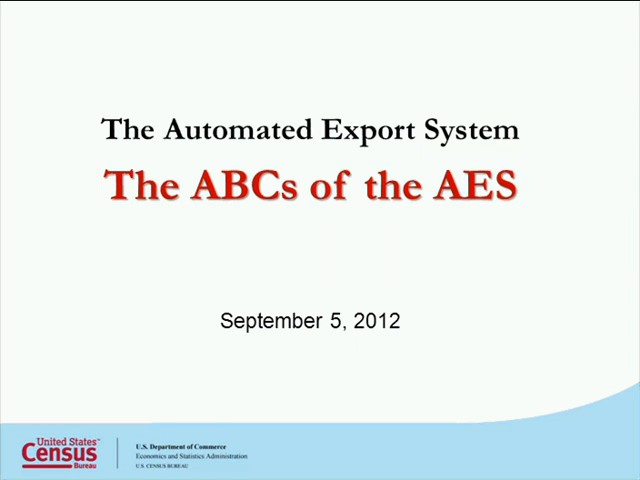 The Automated Export System
The ABCs of the AES
September 5, 2012
United States™
Census
Bureau
U.S. Department of Commerce
Economics and Statistics Administration
U.S. CENSUS BUREAU